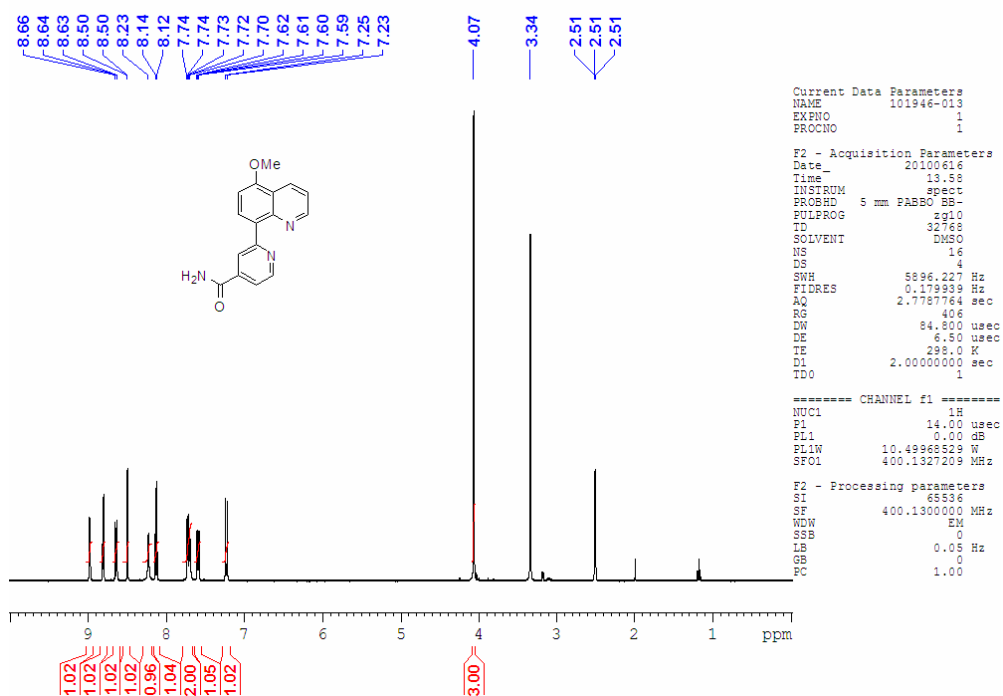 8.66
8.64
8.63
8.50
8.50
8.23
8.14
8.12
7.74
7.74
7.73
7.72
7.70
7.62
7.61
7.60
7.59
7.25
7.23
4.07
3.34
2.51
2.51
2.51
Current Data Parameters
NAME 101946-013
EXPNO 1
PROCNO 1
F2 - Acquisition Parameters
Date_ 20100616
Time 13.58
INSTRUM spect
PROBHD 5 mm PABBO BB-
PULPROG zg10
TD 32768
SOLVENT DMSO
NS 16
DS 4
SWH 5896.227 Hz
FIDRES 0.179939 Hz
AQ 2.7787764 sec
RG 406
DW 84.800 usec
DE 6.50 usec
TE 298.0 K
D1 2.00000000 sec
TD0 1
======== CHANNEL f1 ========
NUC1 1H
P1 14.00 usec
PL1 0.00 dB
PL1W 10.49968529 W
SFO1 400.1327209 MHz
F2 - Processing parameters
SI 65536
SF 400.1300000 MHz
WDW EM
SSB 0
LB 0.05 Hz
GB 0
PC 1.00
OMe
N
N
H2N
O
9 8 7 6 5 4 3 2 1 ppm
1.02
1.02
1.02
1.02
1.02
0.96
1.04
2.00
1.05
1.02
3.00